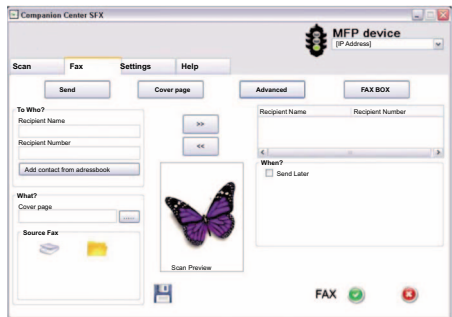 Companion Center SFX
MFP device
[IP Address]
Scan Fax Settings Help
Send Cover page Advanced FAX BOX
To Who?
Recipient Name
Recipient Number
Add contact from adressbook
>>
<<
Recipient Name Recipient Number
When?
Send Later
What?
Cover page
......
Source Fax
Scan Preview
FAX